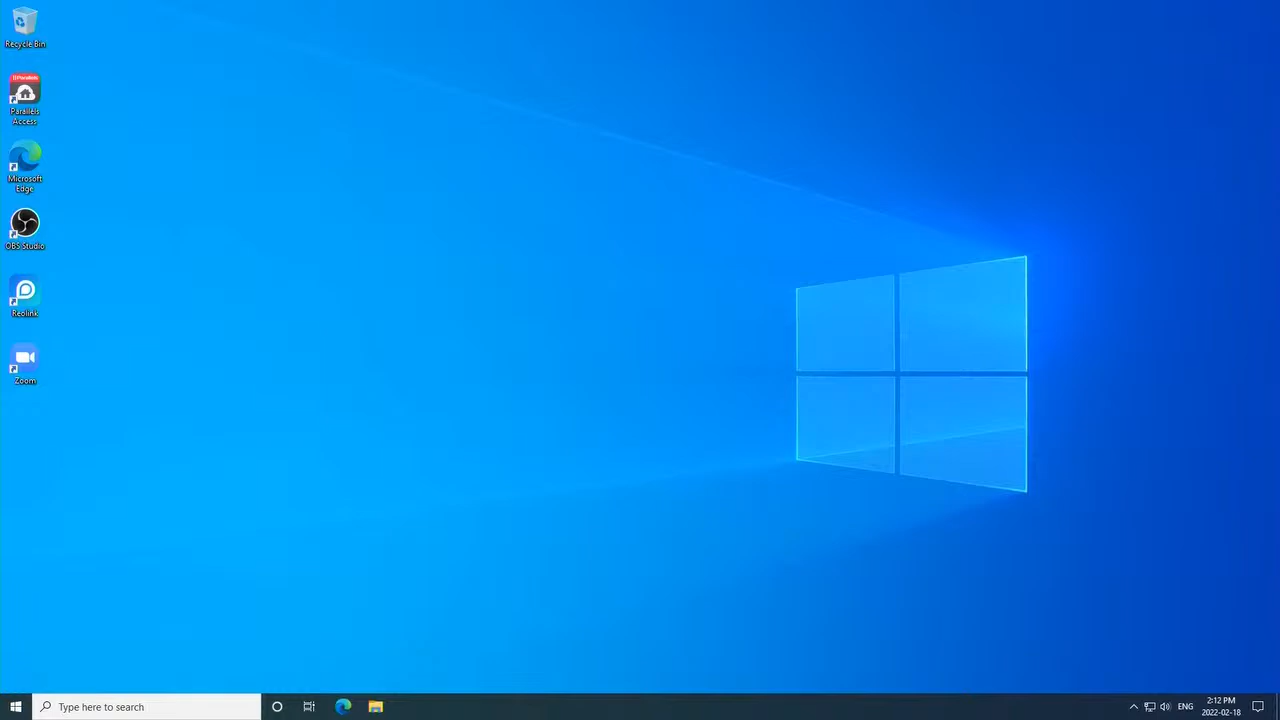 Recycle Bin
Parallels
Parallels
Access
Microsoft
Edge
OBS Studio
Reolink
Zoom
Type here to search
ENG
2:12 PM
2022-02-18